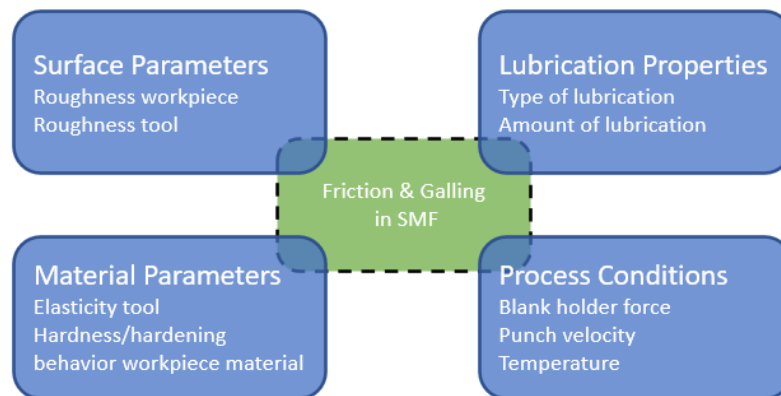 Surface Parameters
Roughness workpiece
Roughness tool
Lubrication Properties
Type of lubrication
Amount of lubrication
Friction & Galling
in SMF
Material Parameters
Elasticity tool
Hardness/hardening
behavior workpiece material
Process Conditions
Blank holder force
Punch velocity
Temperature